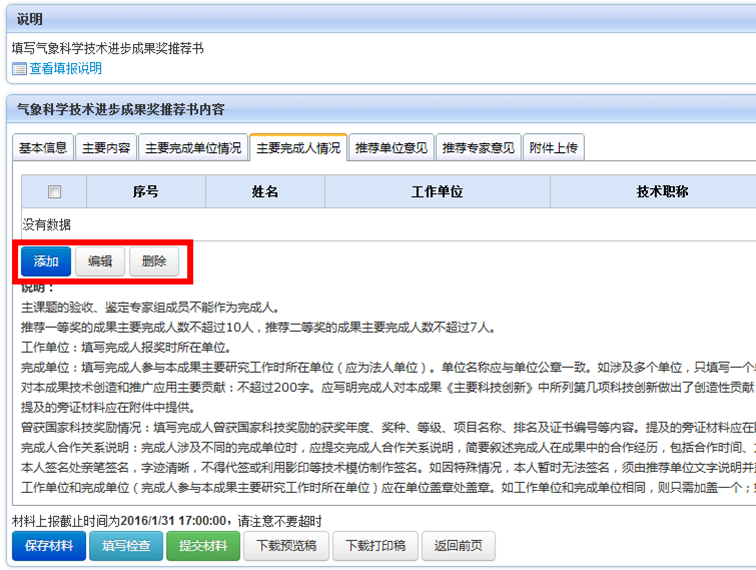 说明
填写气象科学技术进步成果奖推荐书
查看填报说明
气象科学技术进步成果奖推荐书内容
基本信息 主要内容 主要完成单位情况 主要完成人情况 推荐单位意见 推荐专家意见 附件上传
序号 姓名 工作单位 技术职称
没有数据
添加 编辑 删除
说明：
主课题的验收、鉴定专家组成员不能作为完成人。
推荐一等奖的成果主要完成人数不超过10人，推荐二等奖的成果主要完成人数不超过7人。
工作单位：填写完成人报奖时所在单位。
完成单位：填写完成人参与本成果主要研究工作时所在单位（应为法人单位）。单位名称应与单位公章一致。如涉及多个单位，只填写一个
对本成果技术创造和推广应用主要贡献：不超过200字。应写明完成人对本成果《主要科技创新》中所列第几项科技创新做出了创造性贡献
提及的旁证材料应在附件中提供。
曾获国家科技奖励情况：填写完成人曾获国家科技奖励的获奖年度、奖种、等级、项目名称、排名及证书编号等内容。提及的旁证材料应在
完成人合作关系说明：完成人涉及不同的完成单位时，应提交完成人合作关系说明，简要叙述完成人在成果中的合作经历，包括合作时间、
本人签名处亲笔签名，字迹清晰，不得代签或利用影印等技术模仿制作签名。如因特殊情况，本人暂时无法签名，须由推荐单位文字说明并
工作单位和完成单位（完成人参与本成果主要研究工作时所在单位）应在单位盖章处盖章。如工作单位和完成单位相同，则只需加盖一个；
材料上报截止时间为2016/1/31 17:00:00，请注意不要超时
保存材料 填写检查 提交材料 下载预览稿 下载打印稿 返回前页